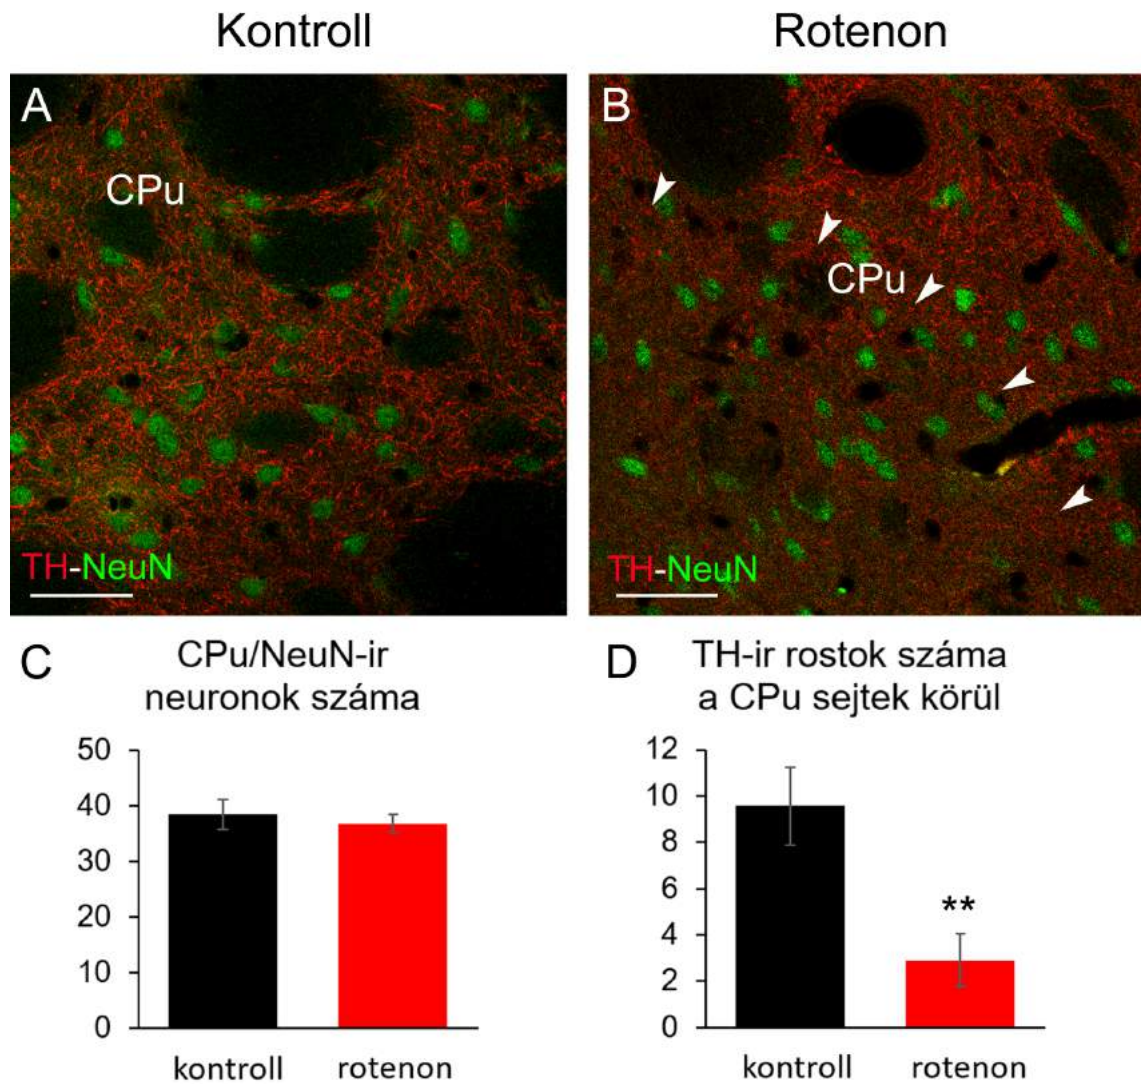 Kontroll
Rotenon
A
CPu
TH-NeuN
B
CPu
TH-NeuN
C
CPu/NeuN-ir
neuronok száma
50
40
30
20
10
0
kontroll
rotenon
D
TH-ir rostok száma
a CPu sejtek körül
12
10
8
6
4
2
0
**
kontroll
rotenon